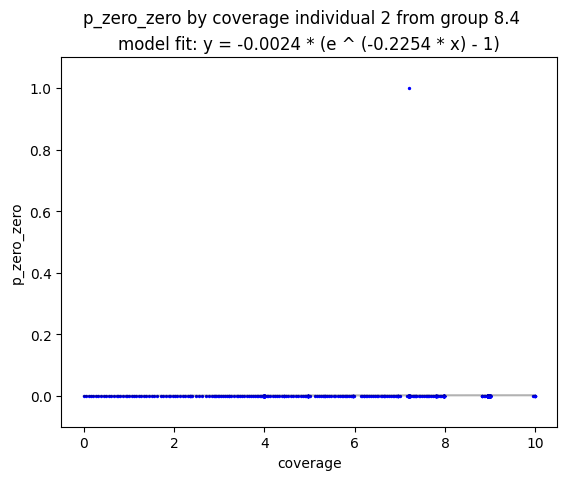 p_zero_zero by coverage individual 2 from group 8.4
model fit: y = -0.0024 * (e ^ (-0.2254 * x) - 1)
1.0
0.8
0.6
0.4
0.2
0.0
p_zero_zero
0 2 4 6 8 10
coverage